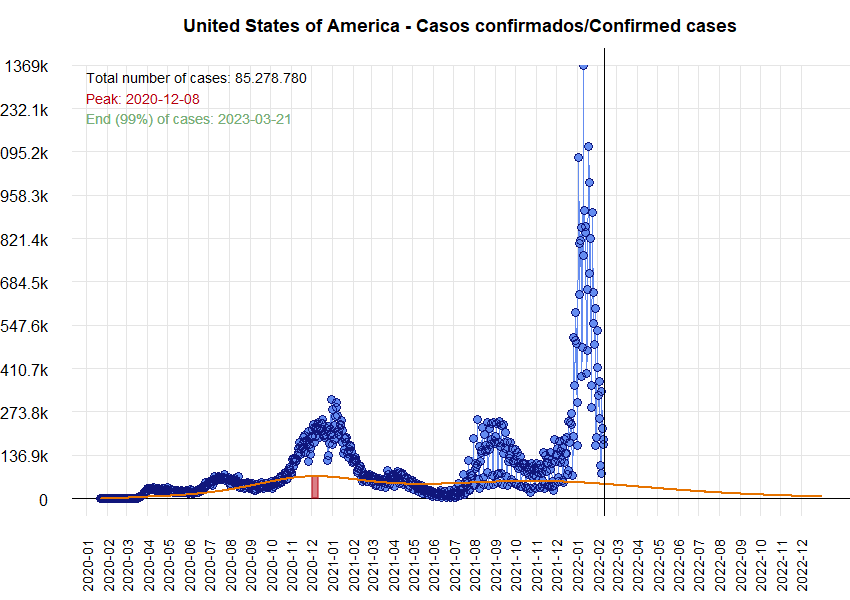 United States of America - Casos confirmados/Confirmed cases
1369k
232.1k
095.2k
958.3k
821.4k
684.5k
547.6k
410.7k
273.8k
136.9k
0
Total number of cases: 85.278.780
Peak: 2020-12-08
End (99%) of cases: 2023-03-21
2020-01
2020-02
2020-03
2020-04
2020-05
2020-06
2020-07
2020-08
2020-09
2020-10
2020-11
2020-12
2021-01
2021-02
2021-03
2021-04
2021-05
2021-06
2021-07
2021-08
2021-09
2021-10
2021-11
2021-12
2022-01
2022-02
2022-03
2022-04
2022-05
2022-06
2022-07
2022-08
2022-09
2022-10
2022-11
2022-12